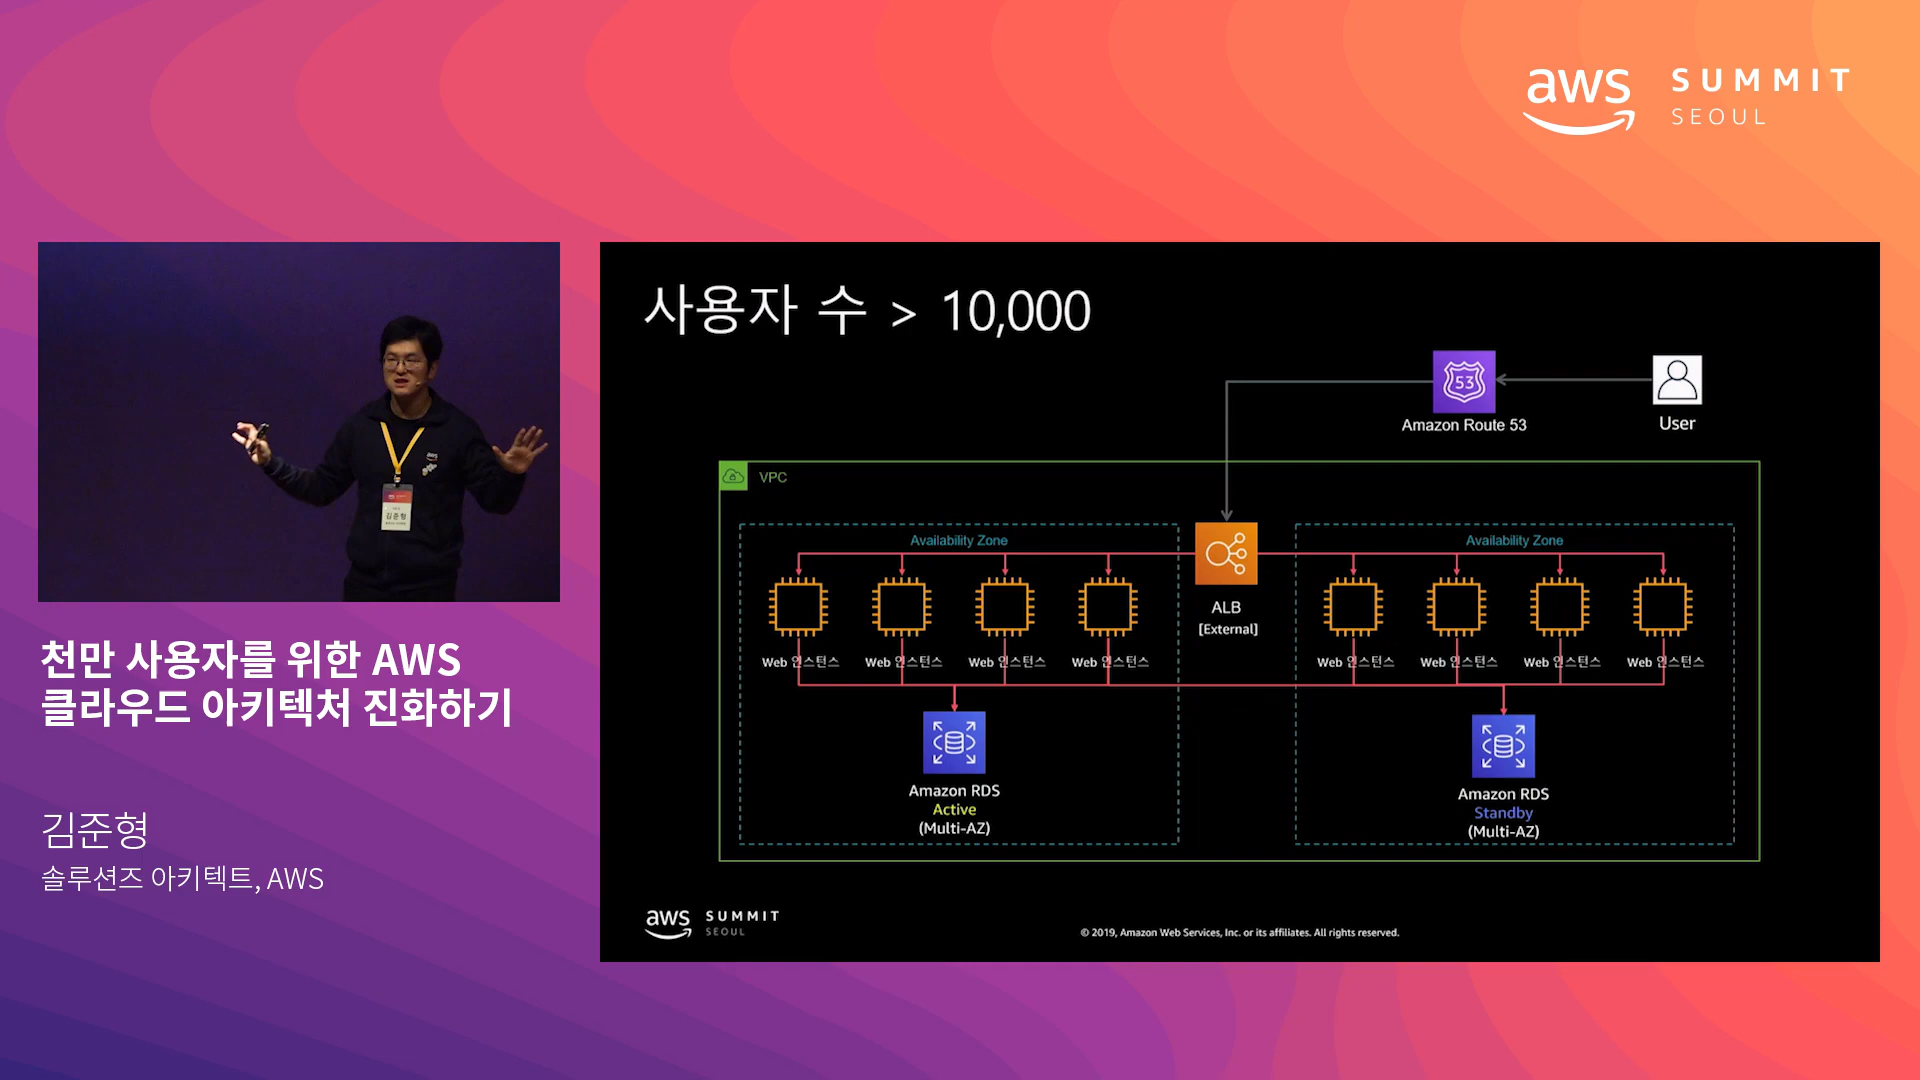 aws SUMMIT
SEOUL
사용자 수 > 10,000
53
Amazon Route 53
User
VPC
Availability Zone
Availability Zone
ALB
[External]
Web 인스턴스 Web 인스턴스 Web 인스턴스 Web 인스턴스
Web 인스턴스 Web 인스턴스 Web 인스턴스 Web 인스턴스
Amazon RDS
Active
(Multi-AZ)
Amazon RDS
Standby
(Multi-AZ)
aws SUMMIT
SEOUL
© 2019, Amazon Web Services, Inc. or its affiliates. All rights reserved.
aws
김준형
천만 사용자를 위한 AWS
클라우드 아키텍처 진화하기
김준형
솔루션즈 아키텍트, AWS